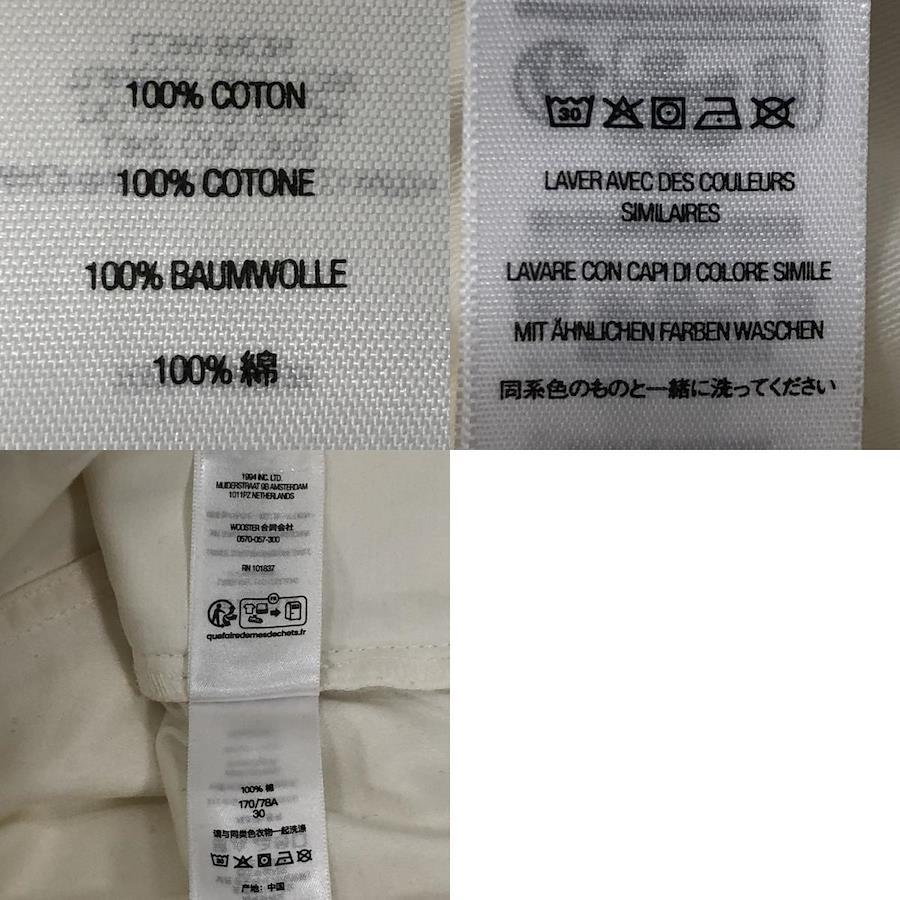 100% COTON
100% COTONE
100% BAUMWOLLE
100% 綿
30
LAVER AVEC DES COULEURS
SIMILAIRES
LAVARE CON CAPI DI COLORE SIMILE
MIT ÄHNLICHEN FARBEN WASCHEN
同系色のものと一緒に洗ってください
1994 INC. LTD.
MUIDERSTRAAT 9B AMSTERDAM
1011PZ NETHERLANDS
WOOSTER 合同会社
0570-057-300
RN 101837
FR
quefairedemesdechets.fr
100% 棉
170/78A
30
请与同类色衣物一起洗涤
30
产地: 中国